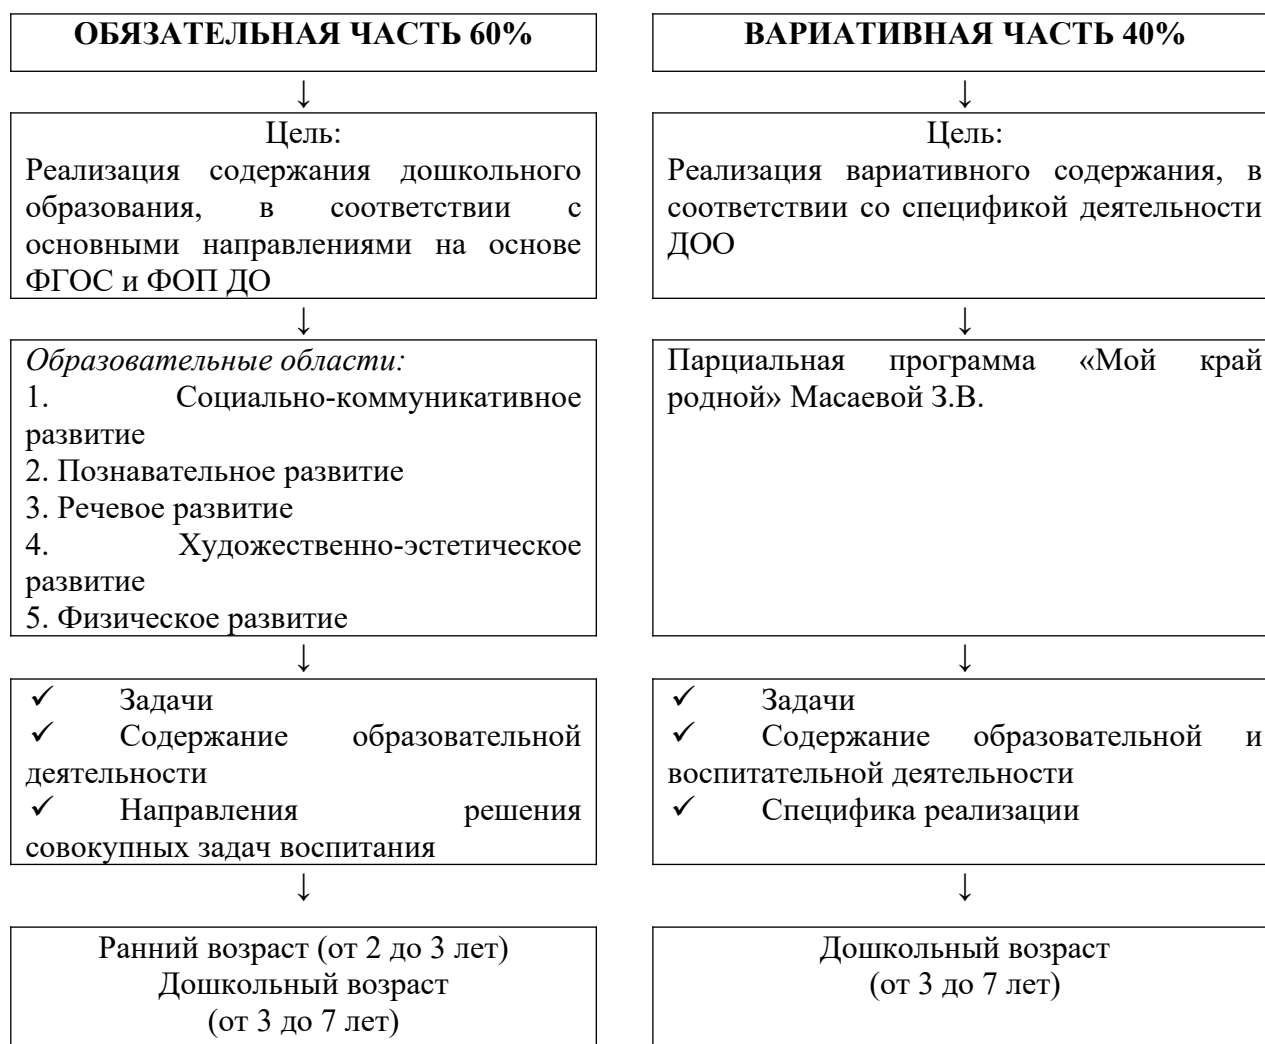 ОБЯЗАТЕЛЬНАЯ ЧАСТЬ 60%
↓
Цель:
Реализация содержания дошкольного
образования, в соответствии с
основными направлениями на основе
ФГОС и ФОП ДО
↓
Образовательные области:
1. Социально-коммуникативное
развитие
2. Познавательное развитие
3. Речевое развитие
4. Художественно-эстетическое
развитие
5. Физическое развитие
↓
✓ Задачи
✓ Содержание образовательной
деятельности
✓ Направления решения
совокупных задач воспитания
↓
Ранний возраст (от 2 до 3 лет)
Дошкольный возраст
(от 3 до 7 лет)
ВАРИАТИВНАЯ ЧАСТЬ 40%
↓
Цель:
Реализация вариативного содержания, в
соответствии со спецификой деятельности
ДОО
↓
Парциальная программа «Мой край
родной» Масаевой З.В.
↓
✓ Задачи
✓ Содержание образовательной и
воспитательной деятельности
✓ Специфика реализации
↓
Дошкольный возраст
(от 3 до 7 лет)